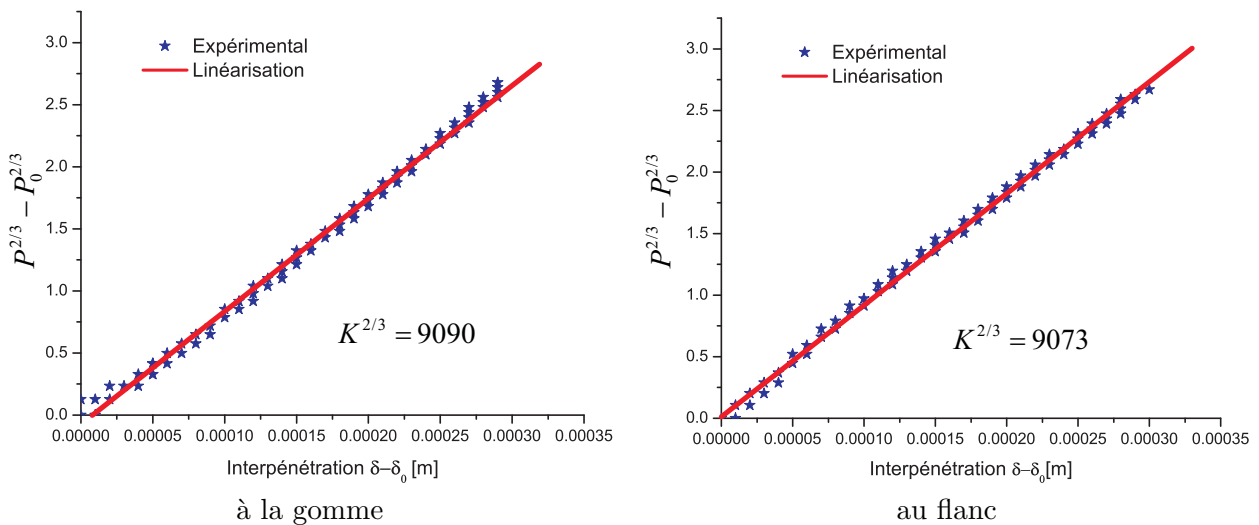 Expérimental
Linéarisation
P^{2/3} − P_0^{2/3}
3.0
2.5
2.0
1.5
1.0
0.5
0.0
K^{2/3} = 9090
0.00000 0.00005 0.00010 0.00015 0.00020 0.00025 0.00030 0.00035
Interpénétration δ–δ_0 [m]
à la gomme
Expérimental
Linéarisation
P^{2/3} − P_0^{2/3}
3.0
2.5
2.0
1.5
1.0
0.5
0.0
K^{2/3} = 9073
0.00000 0.00005 0.00010 0.00015 0.00020 0.00025 0.00030 0.00035
Interpénétration δ–δ_0[m]
au flanc